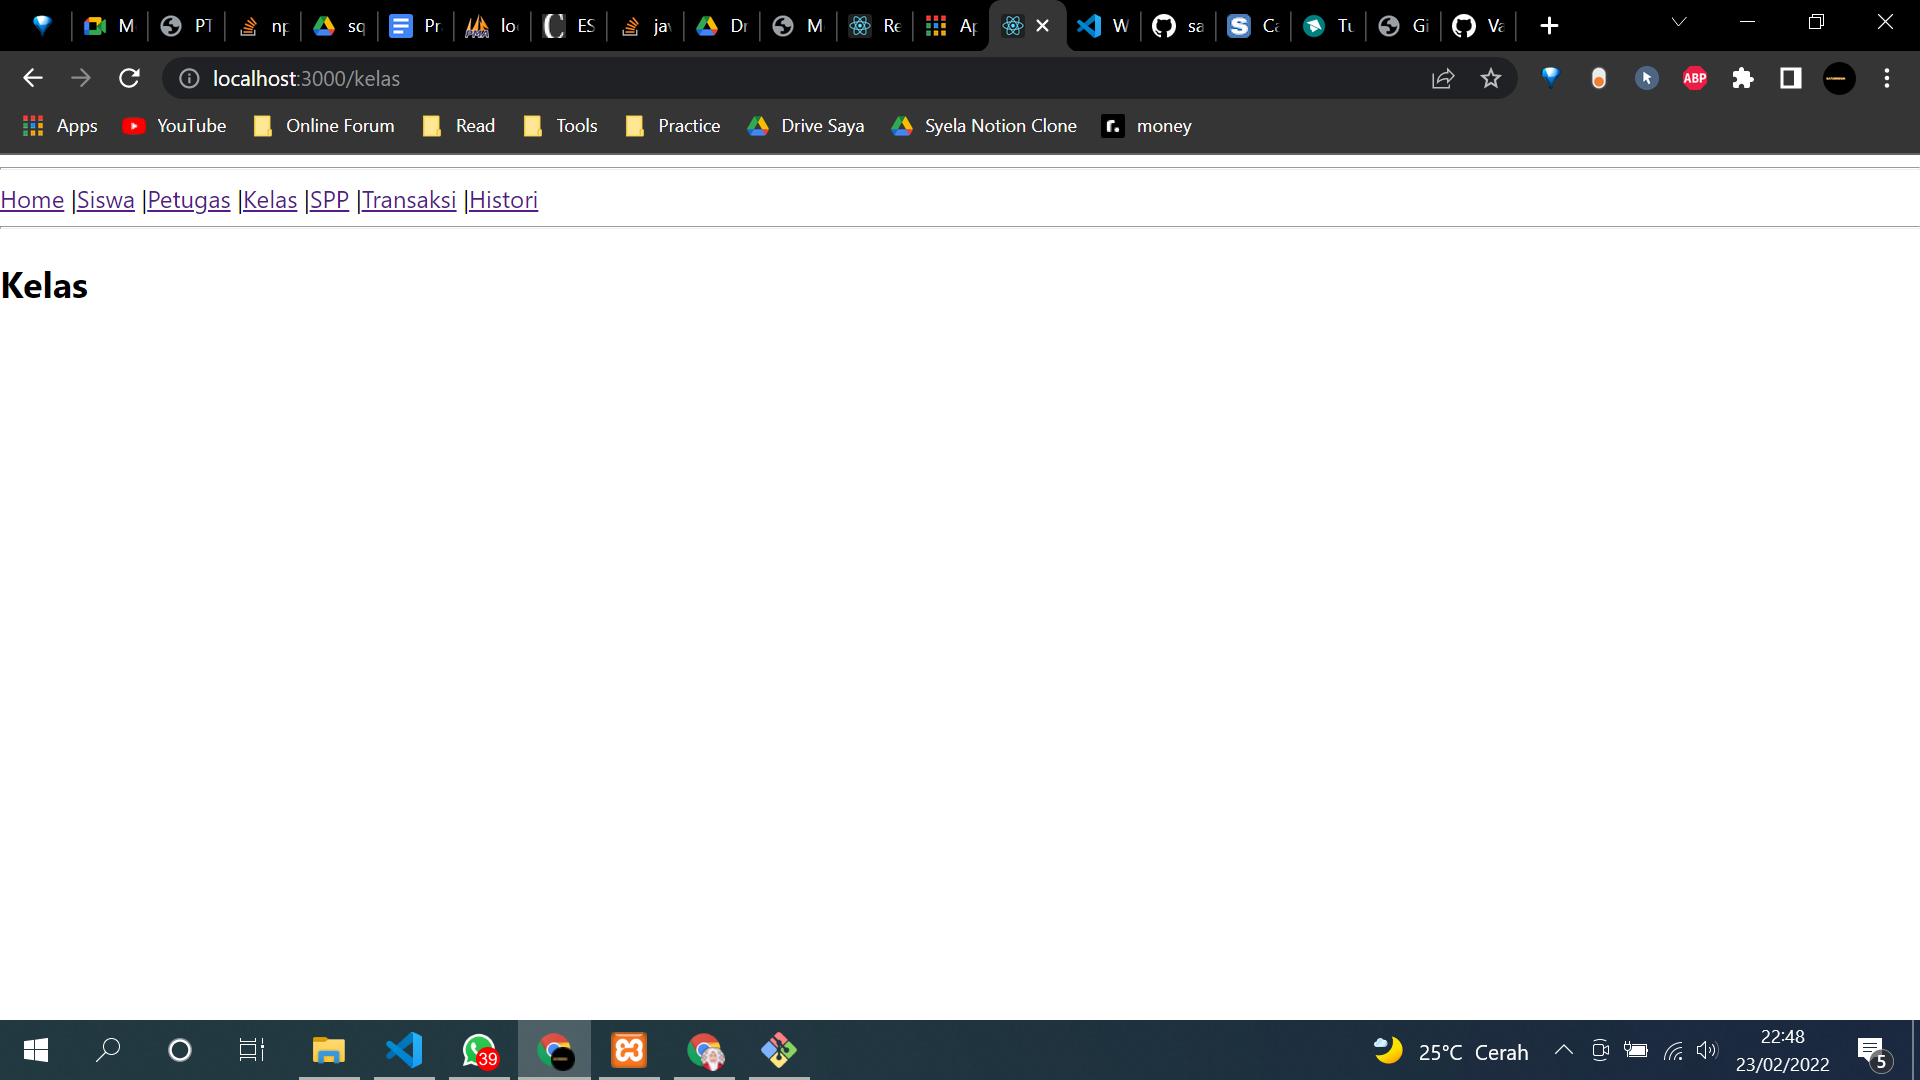 M PT np sq Pr lo ES jav Dr M Re Ap W sa Ca Tu Gi Va
localhost:3000/kelas ABP
Apps YouTube Online Forum Read Tools Practice Drive Saya Syela Notion Clone money
Home |Siswa |Petugas |Kelas |SPP |Transaksi |Histori
Kelas
39 25°C Cerah 22:48 5
23/02/2022